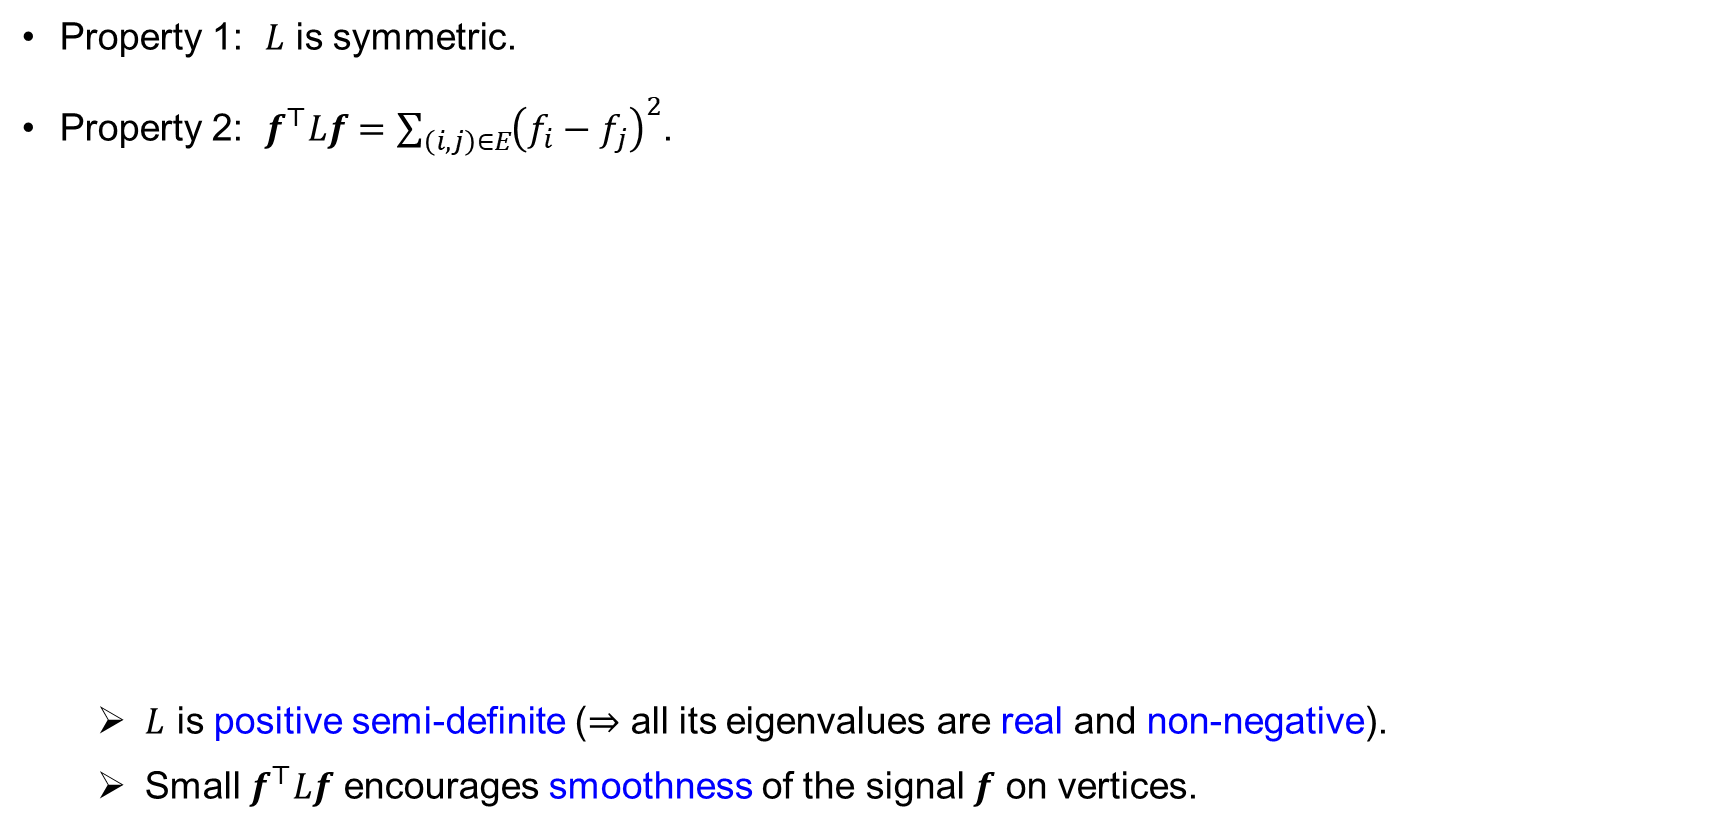 • Property 1: L is symmetric.
• Property 2: 𝒇⊤L𝒇 = ∑(i,j)∈E(fᵢ − fⱼ)².
➢ L is positive semi-definite (⇒ all its eigenvalues are real and non-negative).
➢ Small 𝒇⊤L𝒇 encourages smoothness of the signal 𝒇 on vertices.